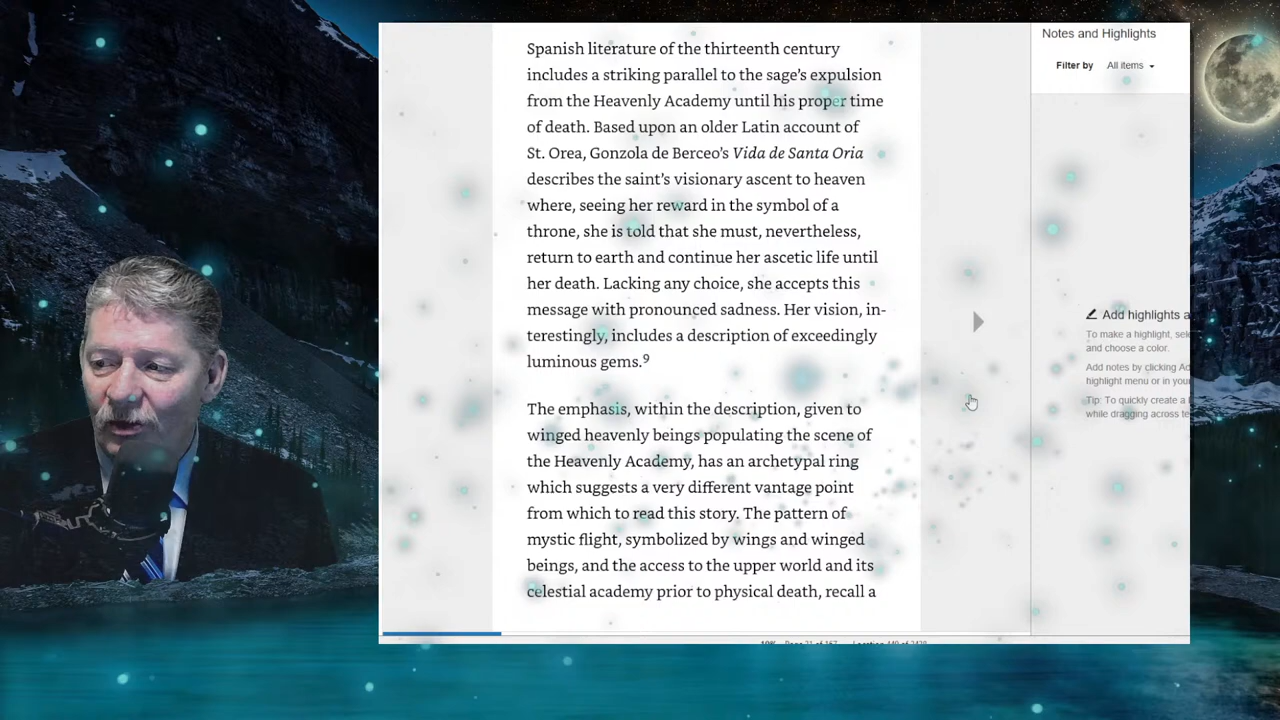 Spanish literature of the thirteenth century
includes a striking parallel to the sage's expulsion
from the Heavenly Academy until his proper time
of death. Based upon an older Latin account of
St. Orea, Gonzola de Berceo's Vida de Santa Oria
describes the saint's visionary ascent to heaven
where, seeing her reward in the symbol of a
throne, she is told that she must, nevertheless,
return to earth and continue her ascetic life until
her death. Lacking any choice, she accepts this
message with pronounced sadness. Her vision, in-
terestingly, includes a description of exceedingly
luminous gems.9
The emphasis, within the description, given to
winged heavenly beings populating the scene of
the Heavenly Academy, has an archetypal ring
which suggests a very different vantage point
from which to read this story. The pattern of
mystic flight, symbolized by wings and winged
beings, and the access to the upper world and its
celestial academy prior to physical death, recall a
Notes and Highlights
Filter by All items
Add highlights a
To make a highlight, sele
and choose a color.
Add notes by clicking Ad
highlight menu or in your
Tip: To quickly create a
while dragging across te